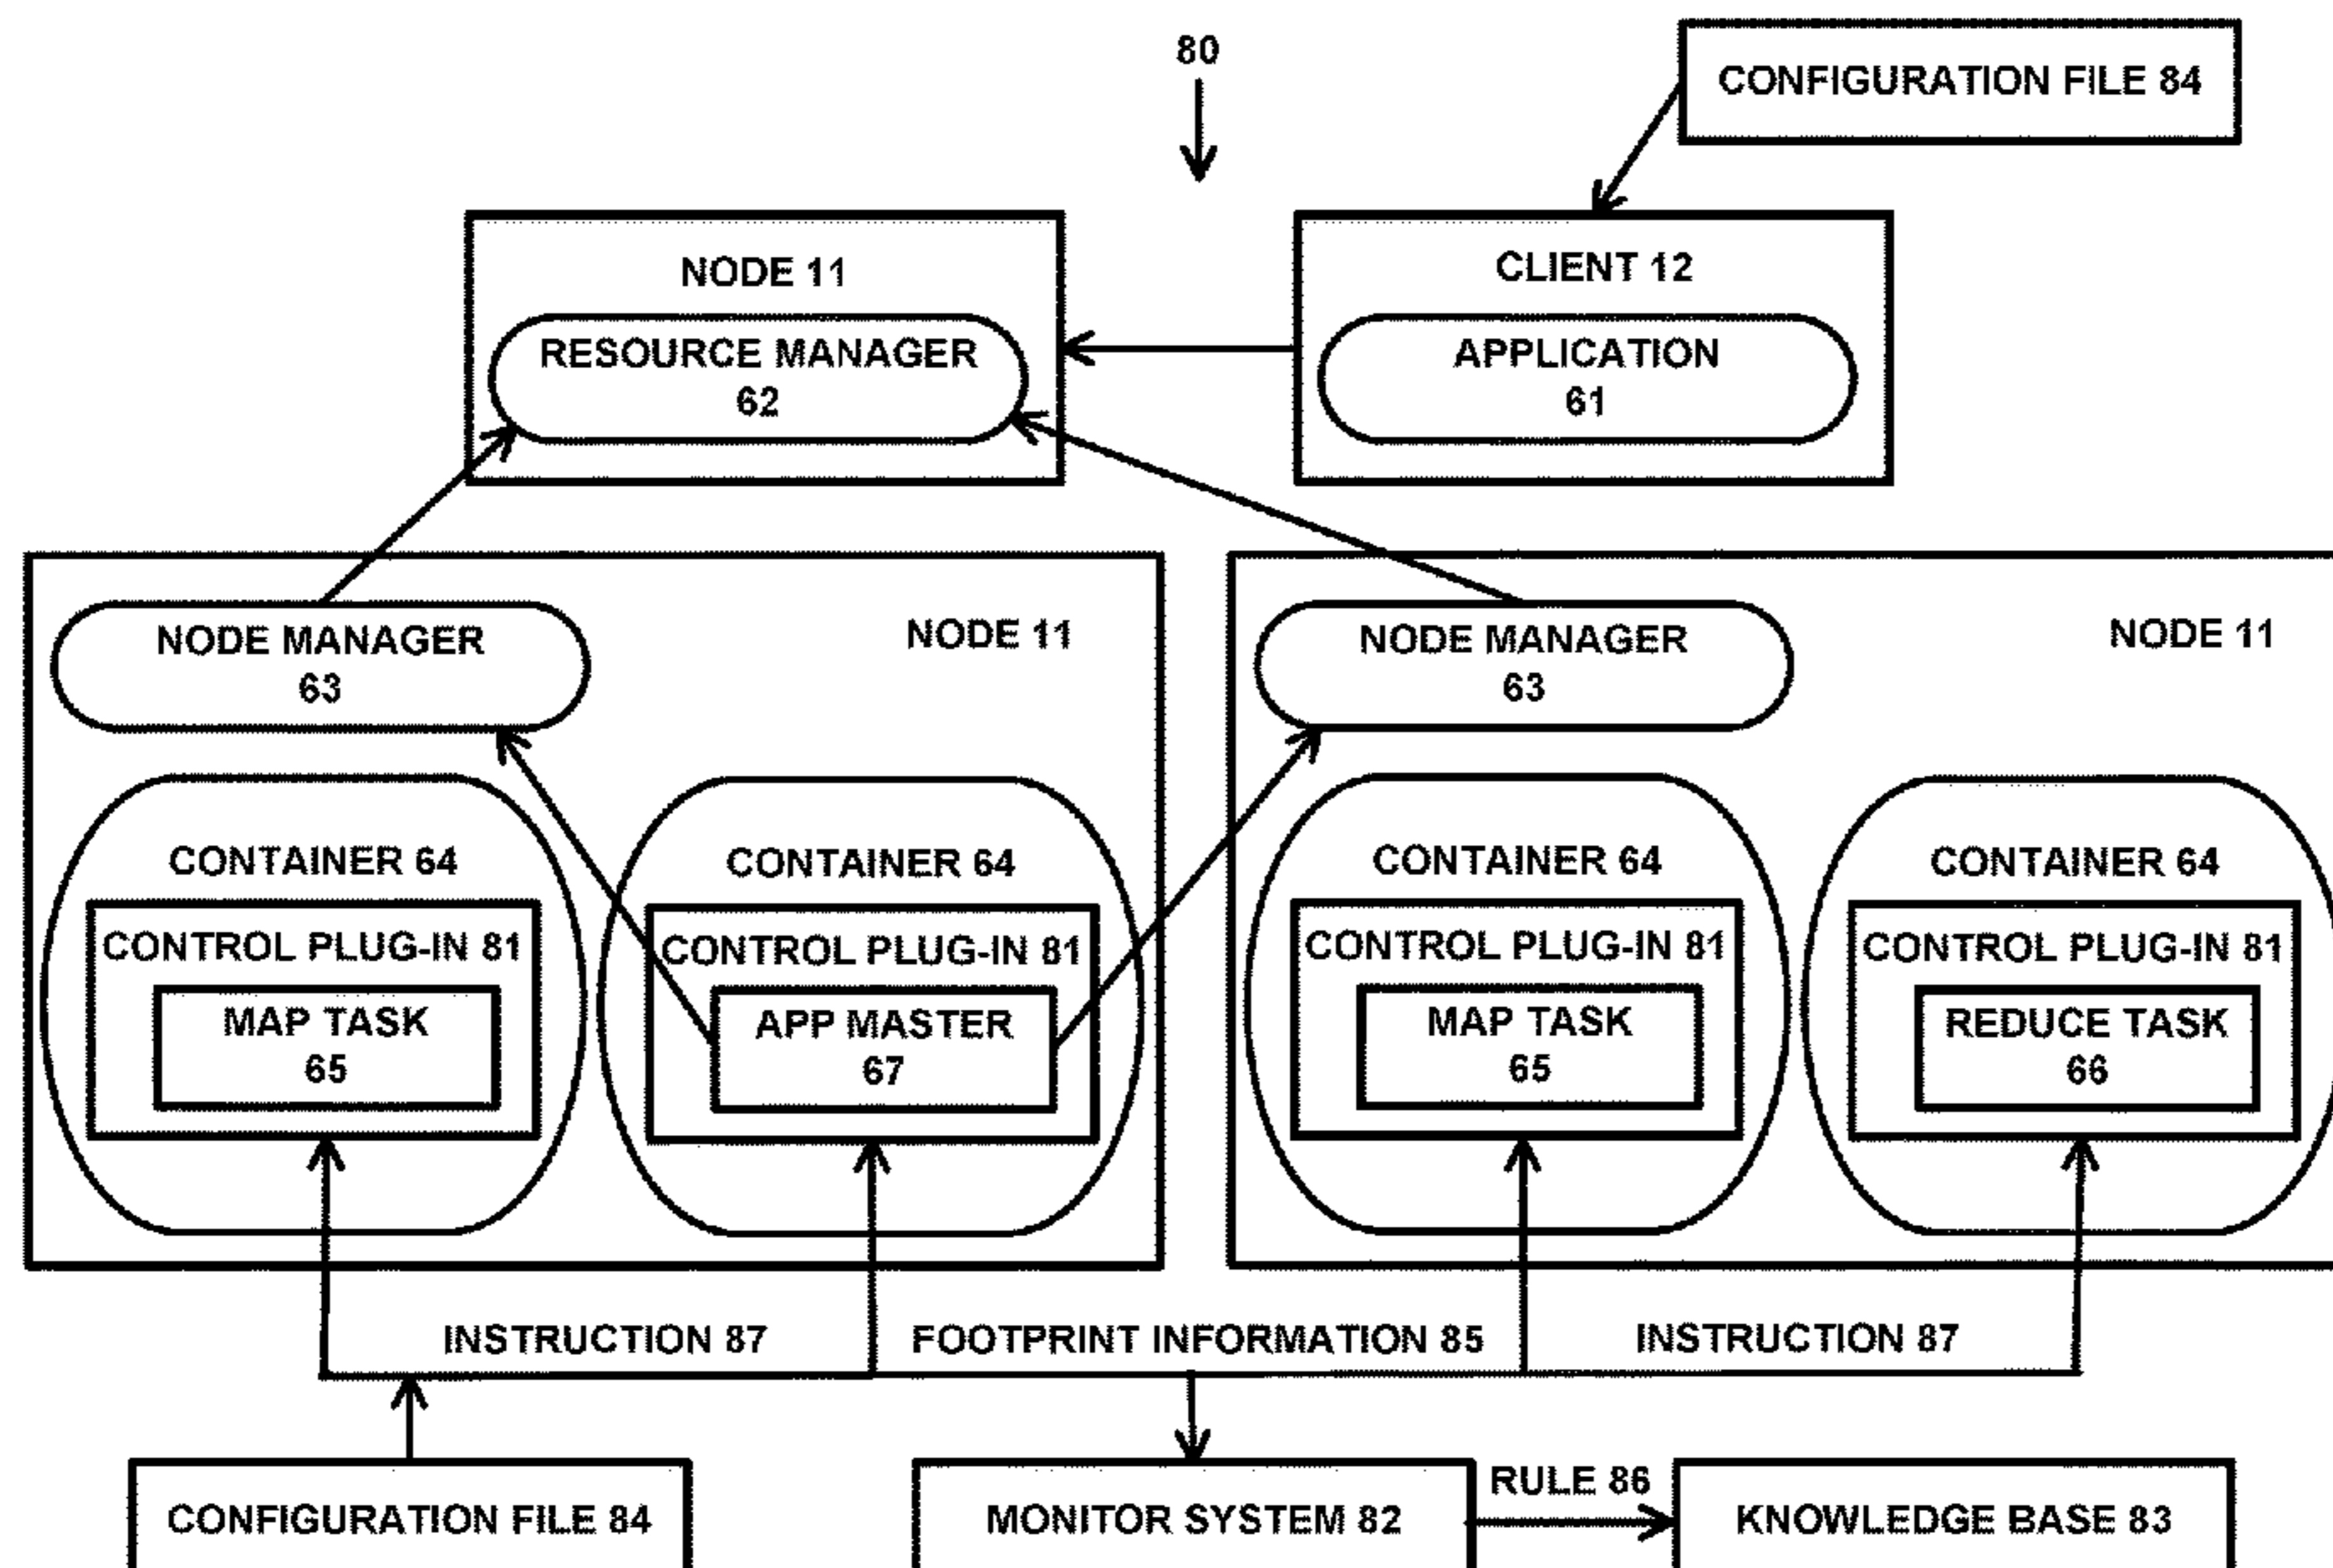 80
CONFIGURATION FILE 84
NODE 11
RESOURCE MANAGER
62
CLIENT 12
APPLICATION
61
NODE MANAGER
63
NODE 11
NODE MANAGER
63
NODE 11
CONTAINER 64
CONTROL PLUG-IN 81
MAP TASK
65
CONTAINER 64
CONTROL PLUG-IN 81
APP MASTER
67
CONTAINER 64
CONTROL PLUG-IN 81
MAP TASK
65
CONTAINER 64
CONTROL PLUG-IN 81
REDUCE TASK
66
INSTRUCTION 87
FOOTPRINT INFORMATION 85
INSTRUCTION 87
CONFIGURATION FILE 84
MONITOR SYSTEM 82
RULE 86
KNOWLEDGE BASE 83